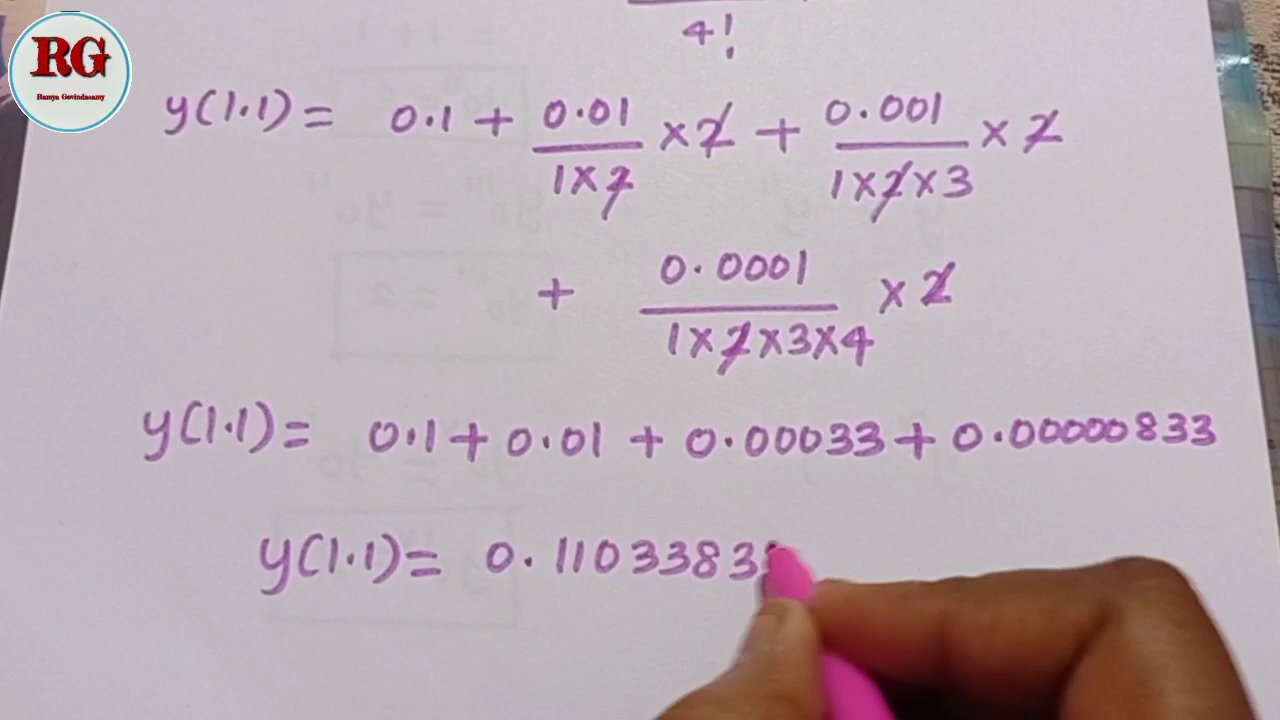 RG
Ramya Govindasamy
4!
y(1.1) = 0.1 + 0.01/1×2 ×2 + 0.001/1×2×3 ×2
+ 0.0001/1×2×3×4 ×2
y(1.1) = 0.1 + 0.01 + 0.00033 + 0.00000833
y(1.1) = 0.1103383